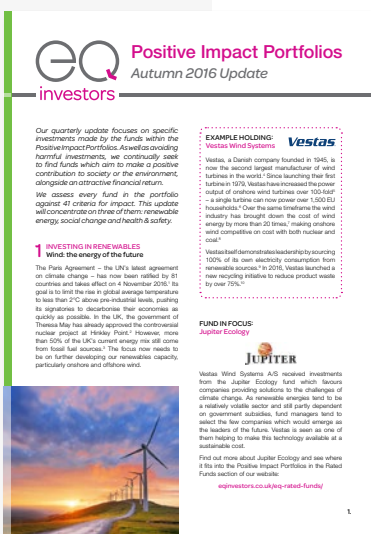 eq
investors
Positive Impact Portfolios
Autumn 2016 Update
Our quarterly update focuses on specific
investments made by the funds within the
Positive Impact Portfolios. As well as avoiding
harmful investments, we continually seek
to find funds which aim to make a positive
contribution to society or the environment,
alongside an attractive financial return.
We assess every fund in the portfolio
against 41 criteria for impact. This update
will concentrate on three of them: renewable
energy, social change and health & safety.
1 INVESTING IN RENEWABLES
Wind: the energy of the future
The Paris Agreement – the UN's latest agreement
on climate change – has now been ratified by 81
countries and takes effect on 4 November 2016.¹ Its
goal is to limit the rise in global average temperature
to less than 2°C above pre-industrial levels, pushing
its signatories to decarbonise their economies as
quickly as possible. In the UK, the government of
Theresa May has already approved the controversial
nuclear project at Hinkley Point.² However, more
than 50% of the UK's current energy mix still come
from fossil fuel sources.³ The focus now needs to
be on further developing our renewables capacity,
particularly onshore and offshore wind.
EXAMPLE HOLDING:
Vestas Wind Systems
Vestas
Vestas, a Danish company founded in 1945, is
now the second largest manufacturer of wind
turbines in the world.⁴ Since launching their first
turbine in 1979, Vestas have increased the power
output of onshore wind turbines over 100-fold⁵
– a single turbine can now power over 1,500 EU
households.⁶ Over the same timeframe the wind
industry has brought down the cost of wind
energy by more than 20 times,⁷ making onshore
wind competitive on cost with both nuclear and
coal.⁸
Vestas itself demonstrates leadership by sourcing
100% of its own electricity consumption from
renewable sources.⁹ In 2016, Vestas launched a
new recycling initiative to reduce production waste
by over 75%.¹⁰
FUND IN FOCUS:
Jupiter Ecology
JUPITER
Vestas Wind Systems A/S received investments
from the Jupiter Ecology fund which favours
companies providing solutions to the challenges of
climate change. As renewable energies tend to be
a relatively volatile sector and still partly dependent
on government subsidies, fund managers tend to
select the few companies which would emerge as
the leaders of the future. Vestas is seen as one of
them helping to make this technology available at a
sustainable cost.
Find out more about Jupiter Ecology and see where
it fits into the Positive Impact Portfolios in the Rated
Funds section of our website:
eqinvestors.co.uk/eq-rated-funds/
1.